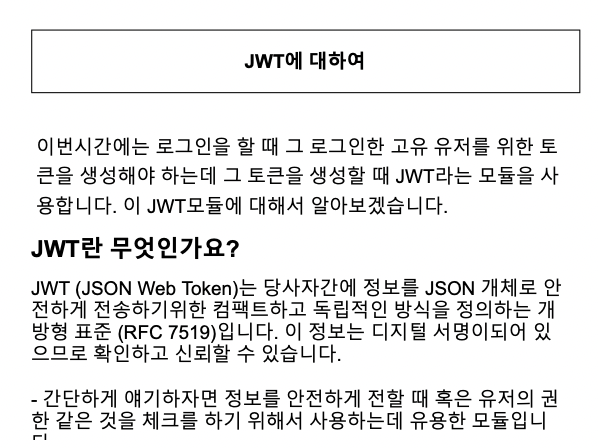 JWT에 대하여
이번시간에는 로그인을 할 때 그 로그인한 고유 유저를 위한 토
큰을 생성해야 하는데 그 토큰을 생성할 때 JWT라는 모듈을 사
용합니다. 이 JWT모듈에 대해서 알아보겠습니다.
JWT란 무엇인가요?
JWT (JSON Web Token)는 당사자간에 정보를 JSON 개체로 안
전하게 전송하기위한 컴팩트하고 독립적인 방식을 정의하는 개
방형 표준 (RFC 7519)입니다. 이 정보는 디지털 서명이되어 있
으므로 확인하고 신뢰할 수 있습니다.
- 간단하게 얘기하자면 정보를 안전하게 전할 때 혹은 유저의 권
한 같은 것을 체크를 하기 위해서 사용하는데 유용한 모듈입니